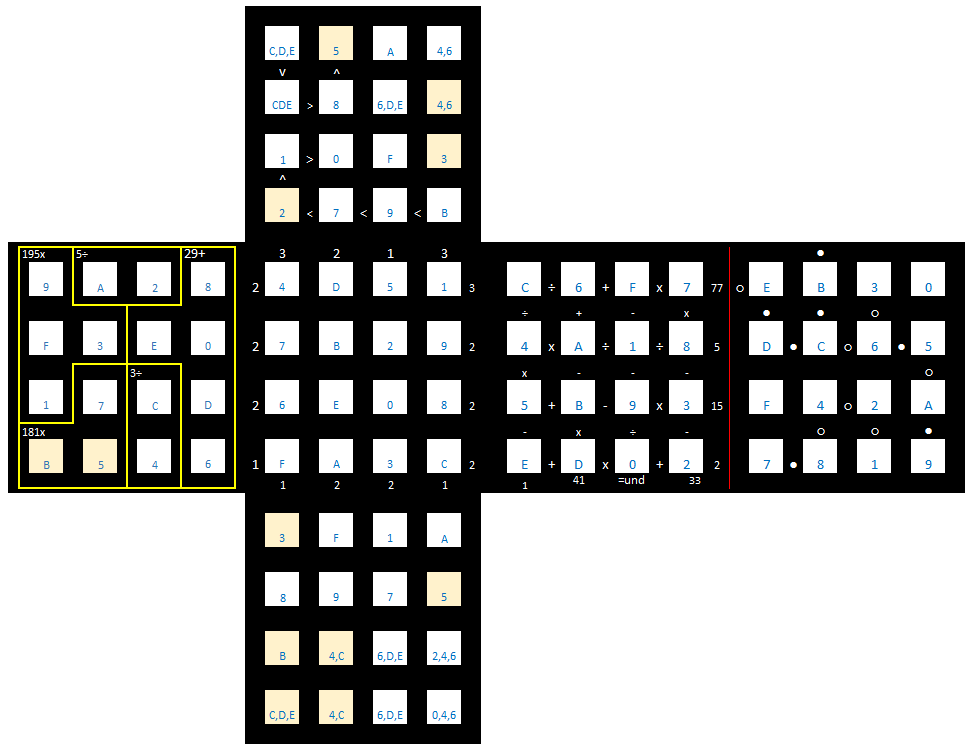 C,D,E 5 A 4,6
v ^
CDE > 8 6,D,E 4,6
1 > 0 F 3
^
2 < 7 < 9 < B
195x 5÷ 29+ 3 2 1 3 ●
9 A 2 8 2 4 D 5 1 3 C ÷ 6 + F x 7 77 ○ E B 3 0
÷ + - x ● ● ○
F 3 E 0 2 7 B 2 9 2 4 x A ÷ 1 ÷ 8 5 D ● C ○ 6 ● 5
3÷ x - - - ○
1 7 C D 2 6 E 0 8 2 5 + B - 9 x 3 15 F 4 ○ 2 A
181x - x ÷ - ○ ○ ●
B 5 4 6 1 F A 3 C 2 E + D x 0 + 2 2 7 ● 8 1 9
1 2 2 1 1 41 =und 33
3 F 1 A
8 9 7 5
B 4,C 6,D,E 2,4,6
C,D,E 4,C 6,D,E 0,4,6